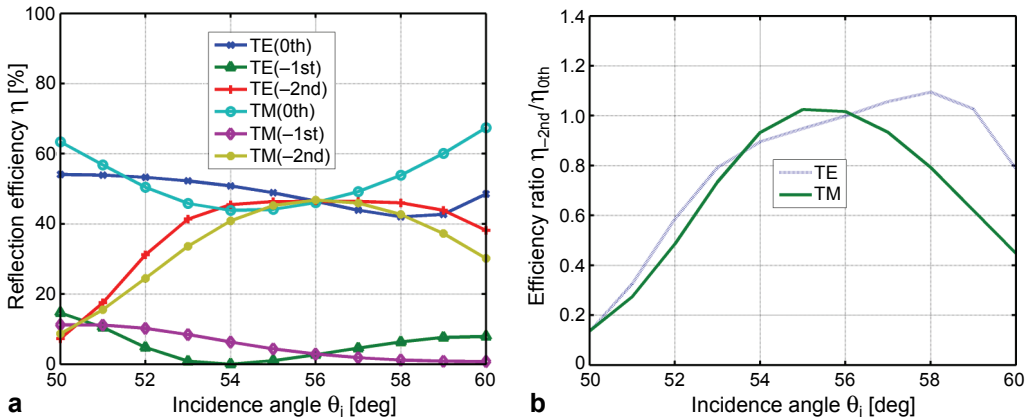 100
80
60
40
20
0
Reflection efficiency η [%]
TE(0th)
TE(−1st)
TE(−2nd)
TM(0th)
TM(−1st)
TM(−2nd)
50 52 54 56 58 60
Incidence angle θi [deg]
a
1.4
1.2
1.0
0.8
0.6
0.4
0.2
0
Efficiency ratio η−2nd/η0th
TE
TM
50 52 54 56 58 60
Incidence angle θi [deg]
b